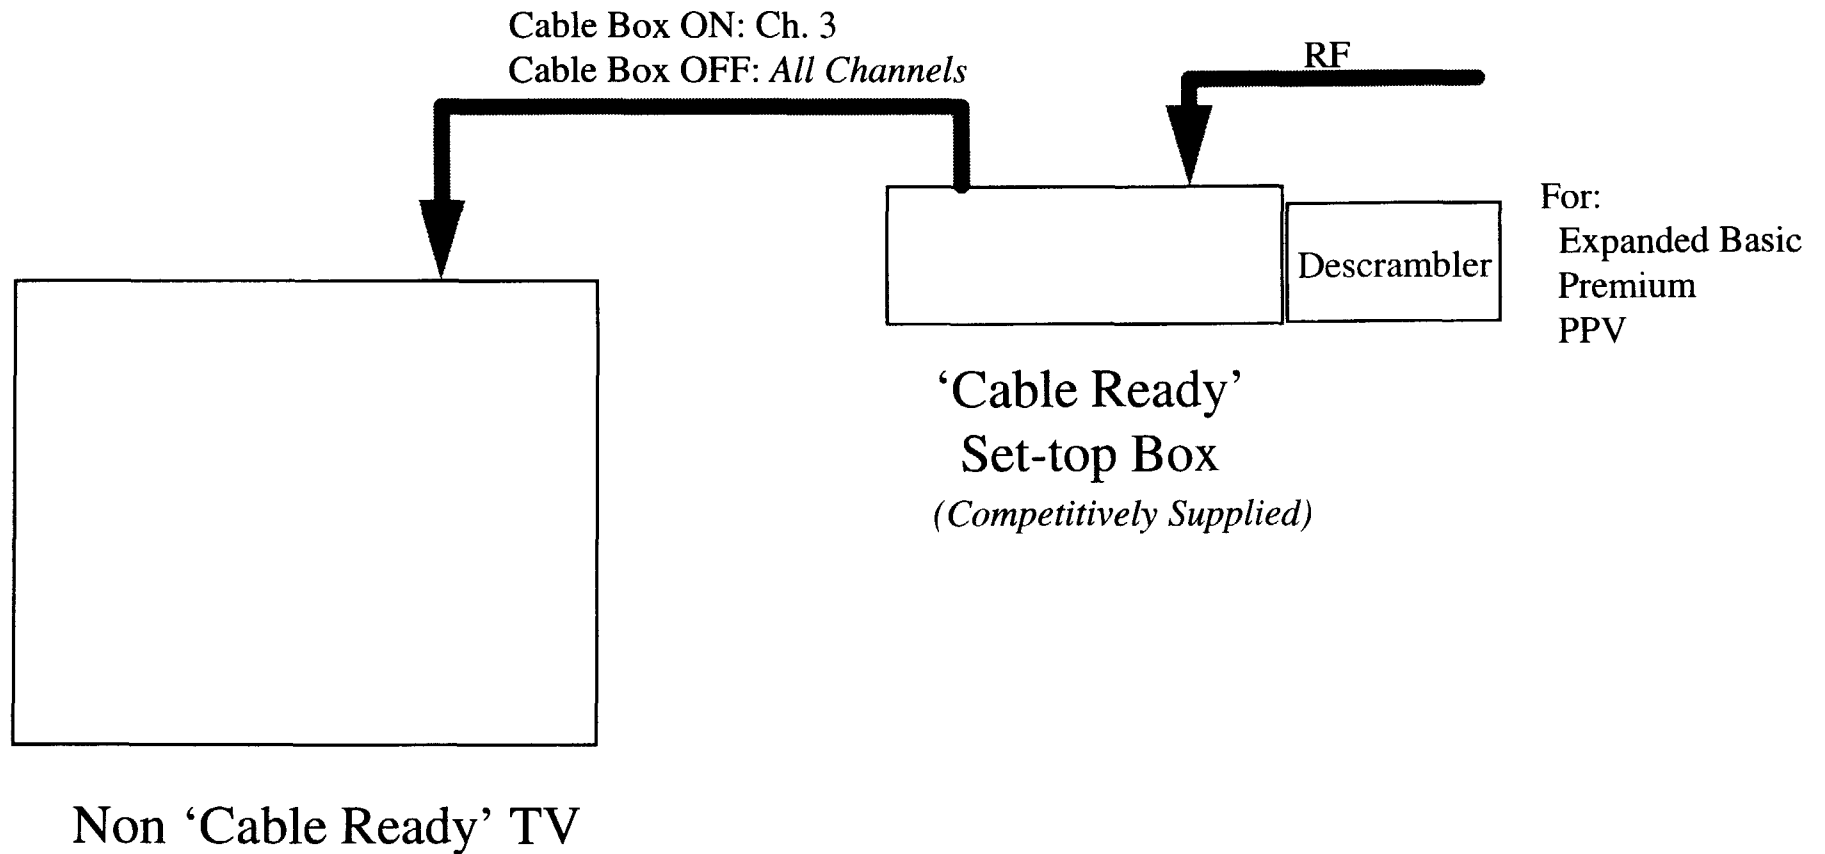 Cable Box ON: Ch. 3
Cable Box OFF: All Channels
RF
Descrambler
For:
Expanded Basic
Premium
PPV
‘Cable Ready’
Set-top Box
(Competitively Supplied)
Non ‘Cable Ready’ TV